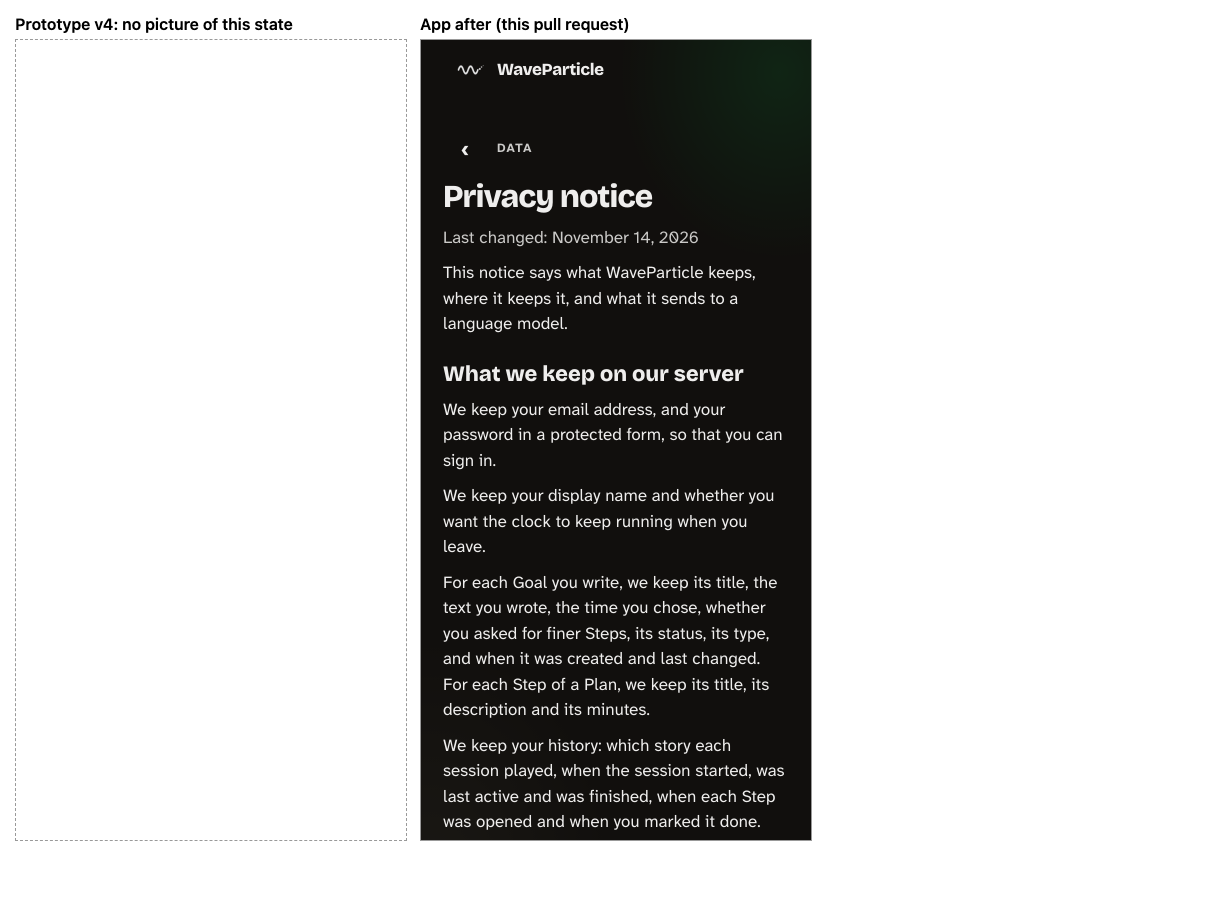 Prototype v4: no picture of this state
App after (this pull request)
WaveParticle
‹ DATA
Privacy notice
Last changed: November 14, 2026
This notice says what WaveParticle keeps,
where it keeps it, and what it sends to a
language model.
What we keep on our server
We keep your email address, and your
password in a protected form, so that you can
sign in.
We keep your display name and whether you
want the clock to keep running when you
leave.
For each Goal you write, we keep its title, the
text you wrote, the time you chose, whether
you asked for finer Steps, its status, its type,
and when it was created and last changed.
For each Step of a Plan, we keep its title, its
description and its minutes.
We keep your history: which story each
session played, when the session started, was
last active and was finished, when each Step
was opened and when you marked it done.